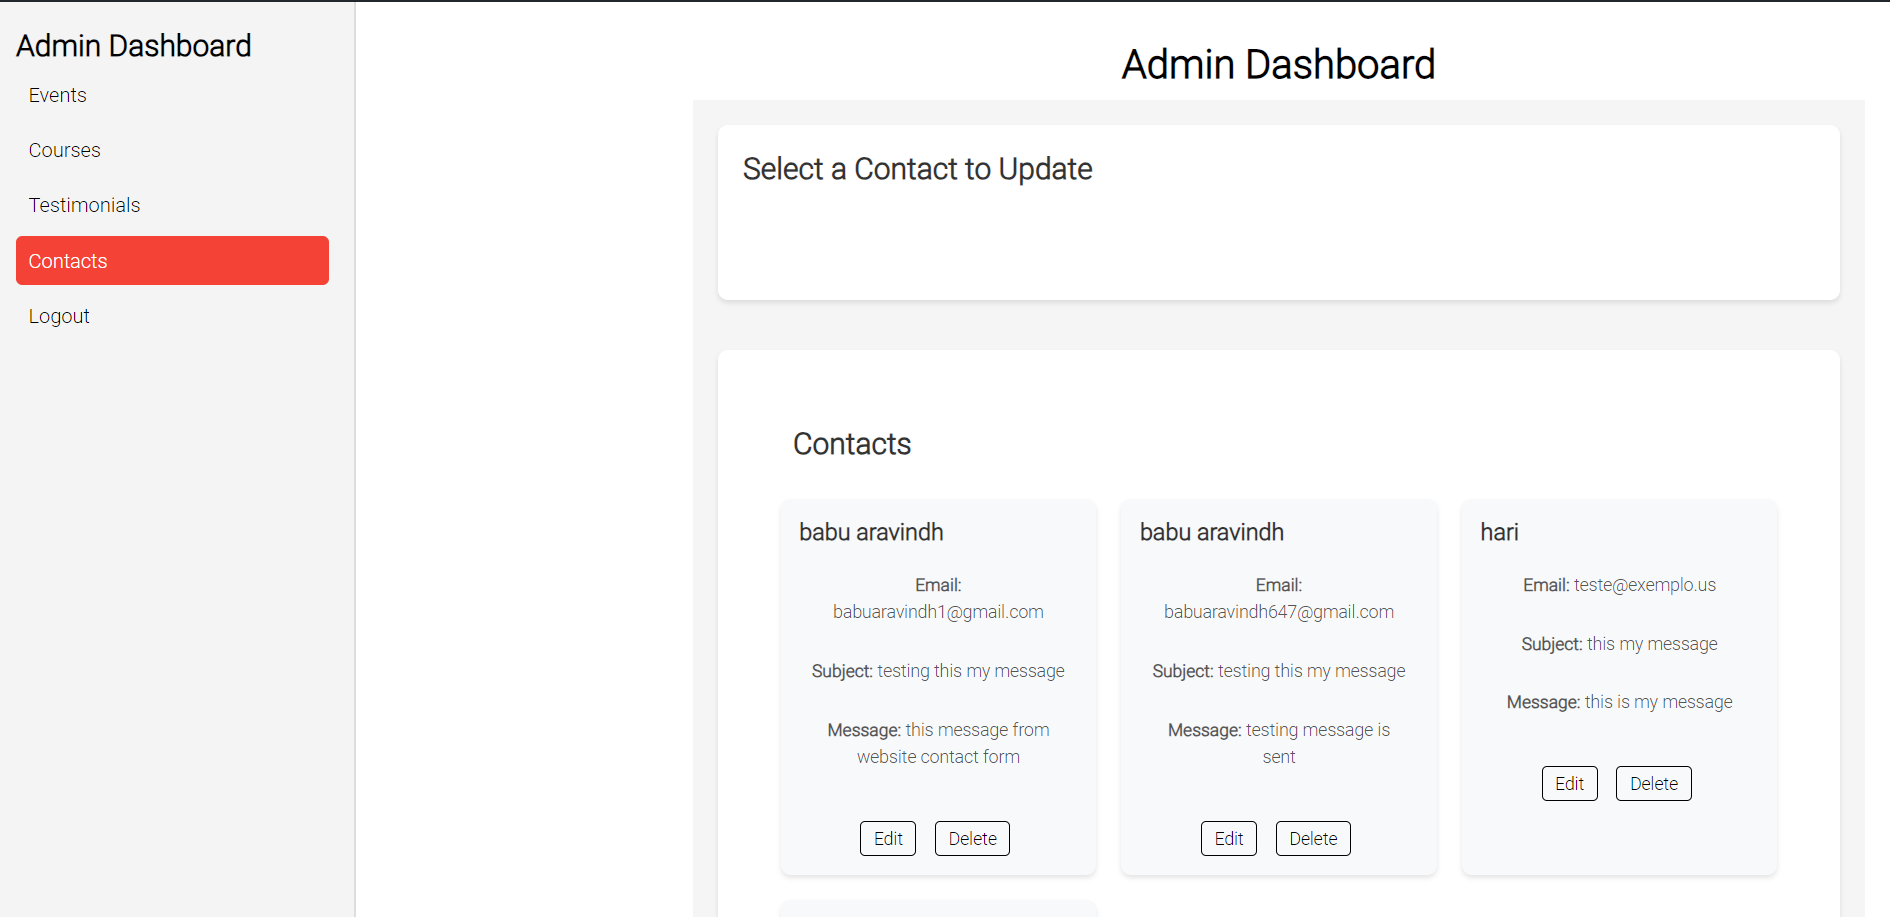 Admin Dashboard
Events
Courses
Testimonials
Contacts
Logout
Admin Dashboard
Select a Contact to Update
Contacts
babu aravindh
Email:
babuaravindh1@gmail.com
Subject: testing this my message
Message: this message from
website contact form
Edit
Delete
babu aravindh
Email:
babuaravindh647@gmail.com
Subject: testing this my message
Message: testing message is
sent
Edit
Delete
hari
Email: teste@exemplo.us
Subject: this my message
Message: this is my message
Edit
Delete